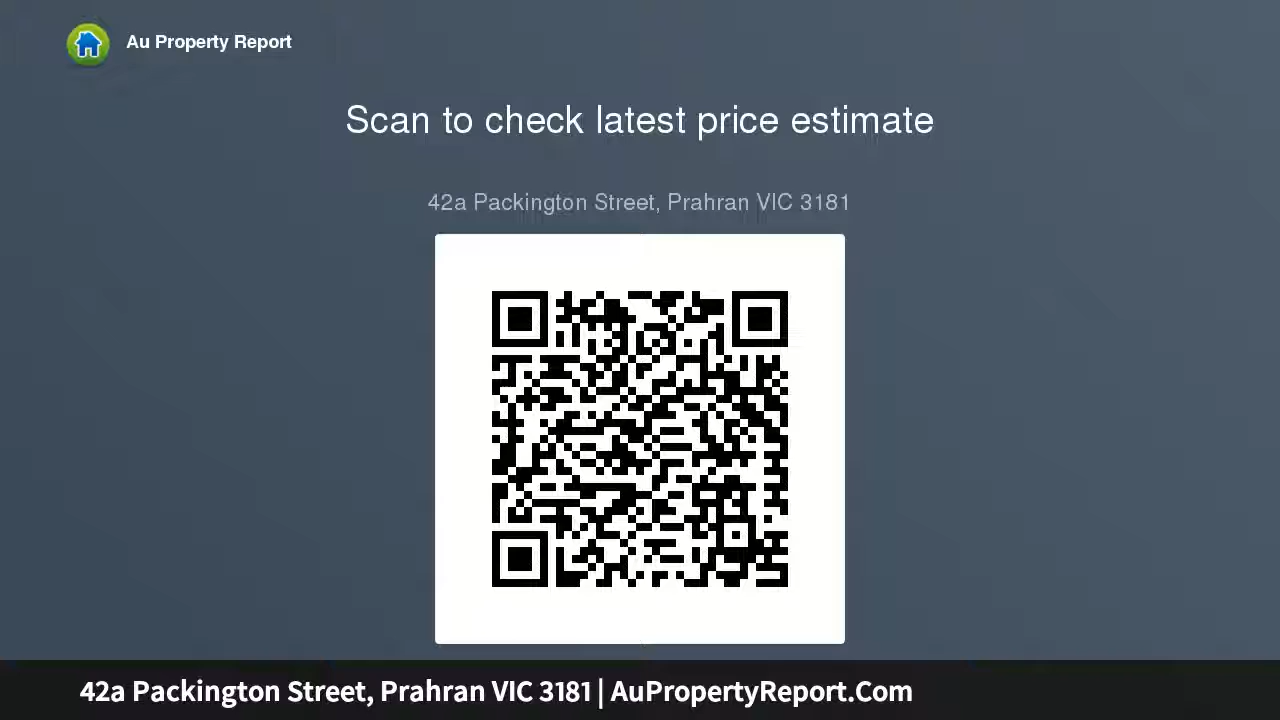 Au Property Report
Scan to check latest price estimate
42a Packington Street, Prahran VIC 3181
42a Packington Street, Prahran VIC 3181 | AuPropertyReport.Com